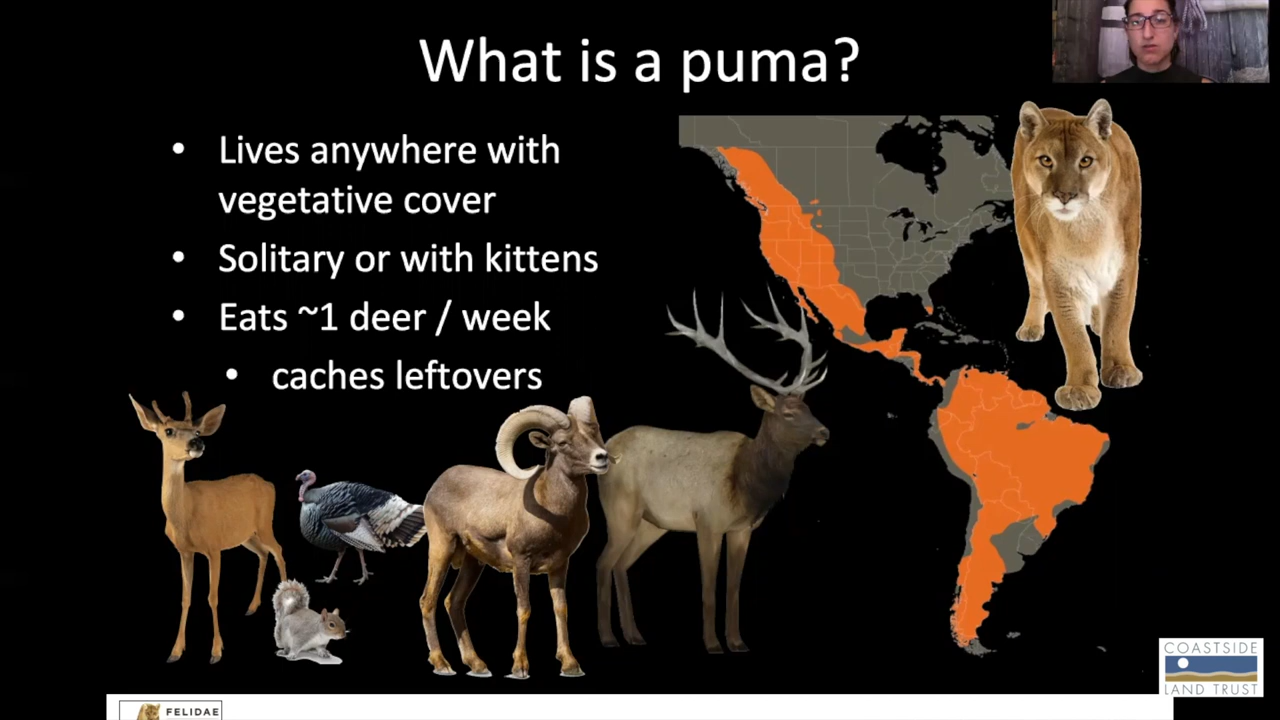 What is a puma?
• Lives anywhere with
vegetative cover
• Solitary or with kittens
• Eats ~1 deer / week
• caches leftovers
COASTSIDE
LAND TRUST
FELIDAE